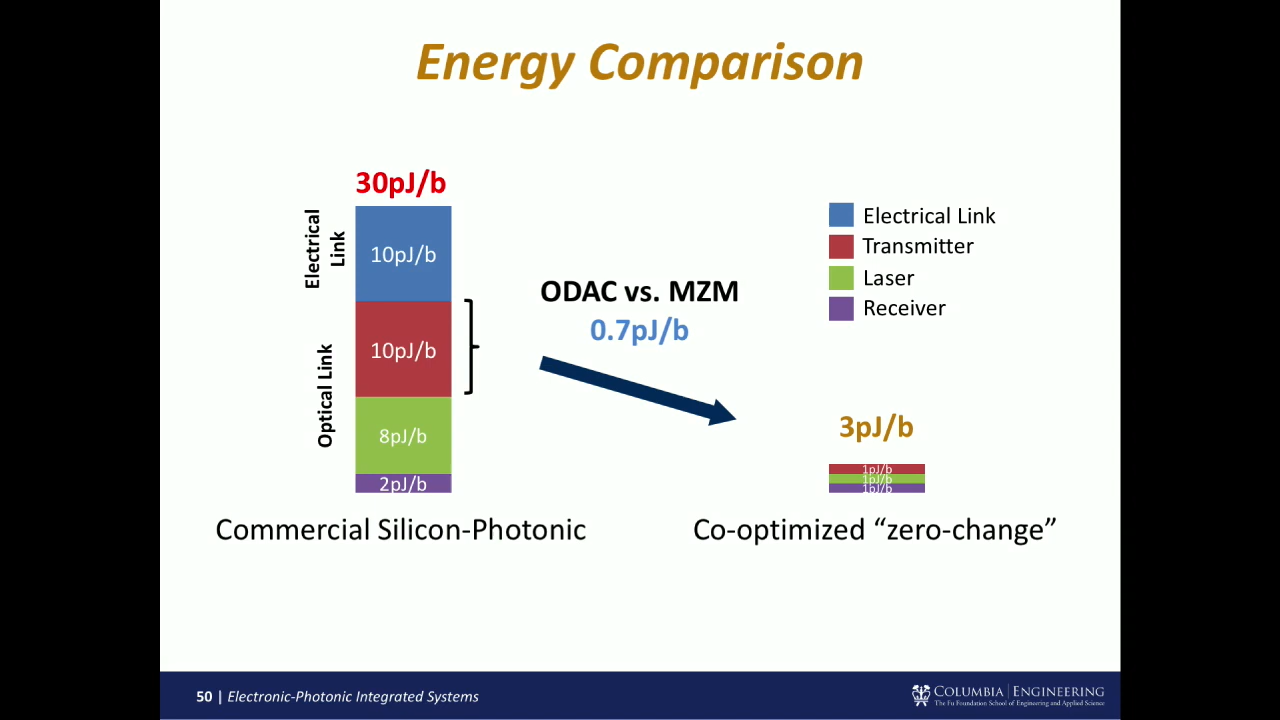 Energy Comparison
30pJ/b
Electrical
Link
10pJ/b
10pJ/b
Optical Link
8pJ/b
2pJ/b
Commercial Silicon-Photonic
ODAC vs. MZM
0.7pJ/b
Electrical Link
Transmitter
Laser
Receiver
3pJ/b
1pJ/b
1pJ/b
1pJ/b
Co-optimized “zero-change”
50 | Electronic-Photonic Integrated Systems
COLUMBIA | ENGINEERING
The Fu Foundation School of Engineering and Applied Science